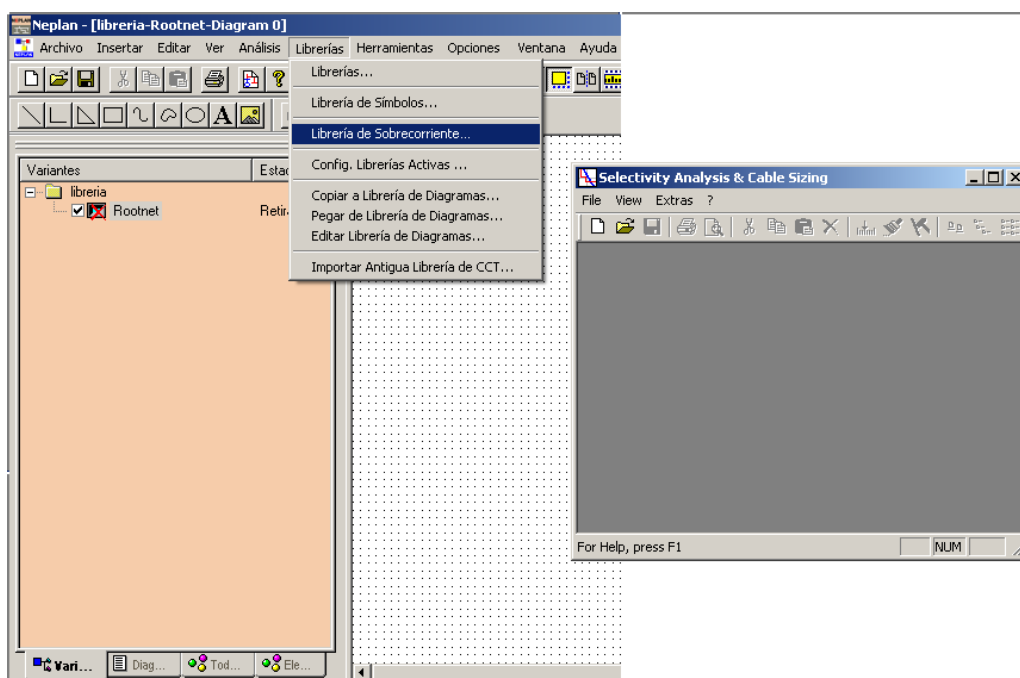 Neplan - [libreria-Rootnet-Diagram 0]
Archivo Insertar Editar Ver Análisis Librerías Herramientas Opciones Ventana Ayuda
Librerías...
Librería de Símbolos...
Librería de Sobrecorriente...
Config. Librerías Activas ...
Copiar a Librería de Diagramas...
Pegar de Librería de Diagramas...
Editar Librería de Diagramas...
Importar Antigua Librería de CCT...
Variantes Estad
libreria
Rootnet Retir
Vari... Diag... Tod... Ele...
Selectivity Analysis & Cable Sizing
File View Extras ?
For Help, press F1 NUM